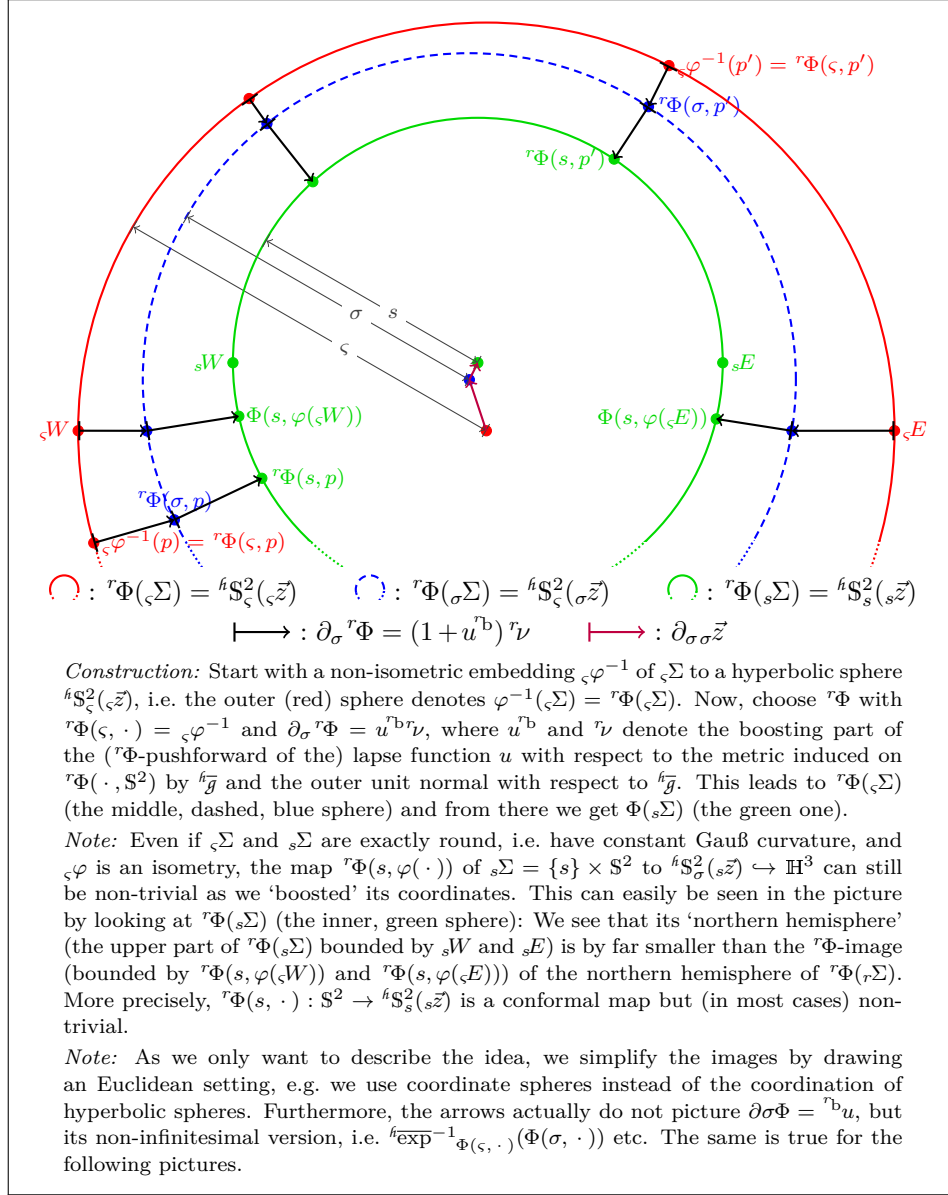 ςφ⁻¹(p′) = ʳΦ(ς, p′)
ʳΦ(σ, p′)
ʳΦ(s, p′)
s
σ
ς
ₛW
ₛE
Φ(s, φ(ςW))
Φ(s, φ(ςE))
ςW
ςE
ʳΦ(s, p)
ʳΦ(σ, p)
ςφ⁻¹(p) = ʳΦ(ς, p)
: ʳΦ(ςΣ) = ʰ𝕊²ς(ςz⃗) : ʳΦ(σΣ) = ʰ𝕊²ς(σz⃗) : ʳΦ(ₛΣ) = ʰ𝕊²ₛ(ₛz⃗)
: ∂σ ʳΦ = (1 + u^{rb}) ʳν : ∂σ σz⃗
Construction: Start with a non-isometric embedding ςφ⁻¹ of ςΣ to a hyperbolic sphere
ʰ𝕊²ς(ςz⃗), i.e. the outer (red) sphere denotes φ⁻¹(ςΣ) = ʳΦ(ςΣ). Now, choose ʳΦ with
ʳΦ(ς, · ) = ςφ⁻¹ and ∂σ ʳΦ = u^{rb} ʳν, where u^{rb} and ʳν denote the boosting part of
the (ʳΦ-pushforward of the) lapse function u with respect to the metric induced on
ʳΦ( · , 𝕊²) by ʰg̅ and the outer unit normal with respect to ʰg̅. This leads to ʳΦ(ςΣ)
(the middle, dashed, blue sphere) and from there we get Φ(ₛΣ) (the green one).
Note: Even if ςΣ and ₛΣ are exactly round, i.e. have constant Gauß curvature, and
ςφ is an isometry, the map ʳΦ(s, φ( · )) of ₛΣ = {s} × 𝕊² to ʰ𝕊²σ(ₛz⃗) ↪ ℍ³ can still
be non-trivial as we ‘boosted’ its coordinates. This can easily be seen in the picture
by looking at ʳΦ(ₛΣ) (the inner, green sphere): We see that its ‘northern hemisphere’
(the upper part of ʳΦ(ₛΣ) bounded by ₛW and ₛE) is by far smaller than the ʳΦ-image
(bounded by ʳΦ(s, φ(ςW)) and ʳΦ(s, φ(ςE))) of the northern hemisphere of ʳΦ(ᵣΣ).
More precisely, ʳΦ(s, · ) : 𝕊² → ʰ𝕊²ₛ(ₛz⃗) is a conformal map but (in most cases) non-
trivial.
Note: As we only want to describe the idea, we simplify the images by drawing
an Euclidean setting, e.g. we use coordinate spheres instead of the coordination of
hyperbolic spheres. Furthermore, the arrows actually do not picture ∂σΦ = ^{rb}u, but
its non-infinitesimal version, i.e. ʰe̅x̅p̅⁻¹_{Φ(ς, · )}(Φ(σ, · )) etc. The same is true for the
following pictures.